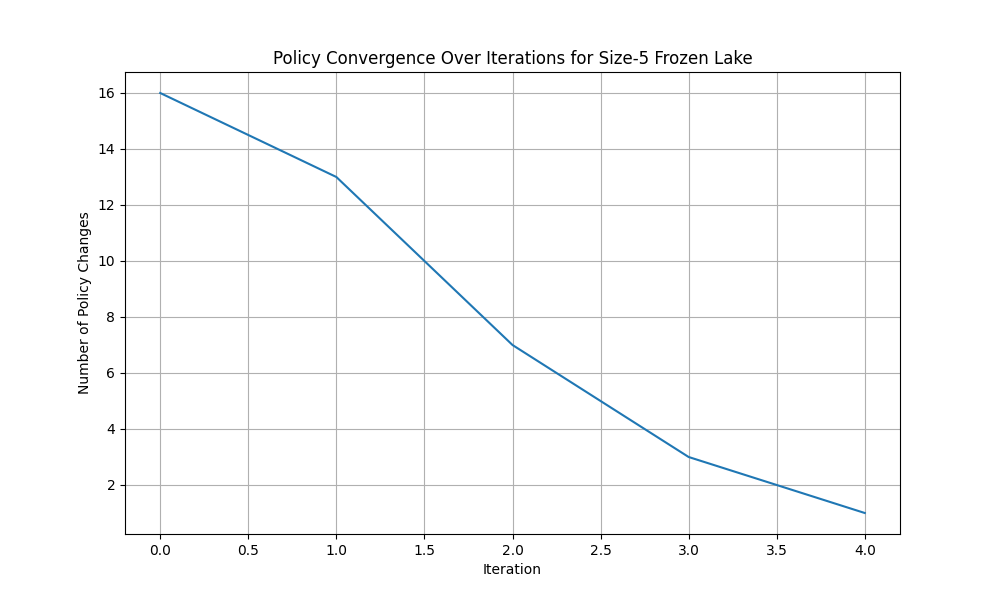 Policy Convergence Over Iterations for Size-5 Frozen Lake
Number of Policy Changes
16
14
12
10
8
6
4
2
0.0 0.5 1.0 1.5 2.0 2.5 3.0 3.5 4.0
Iteration